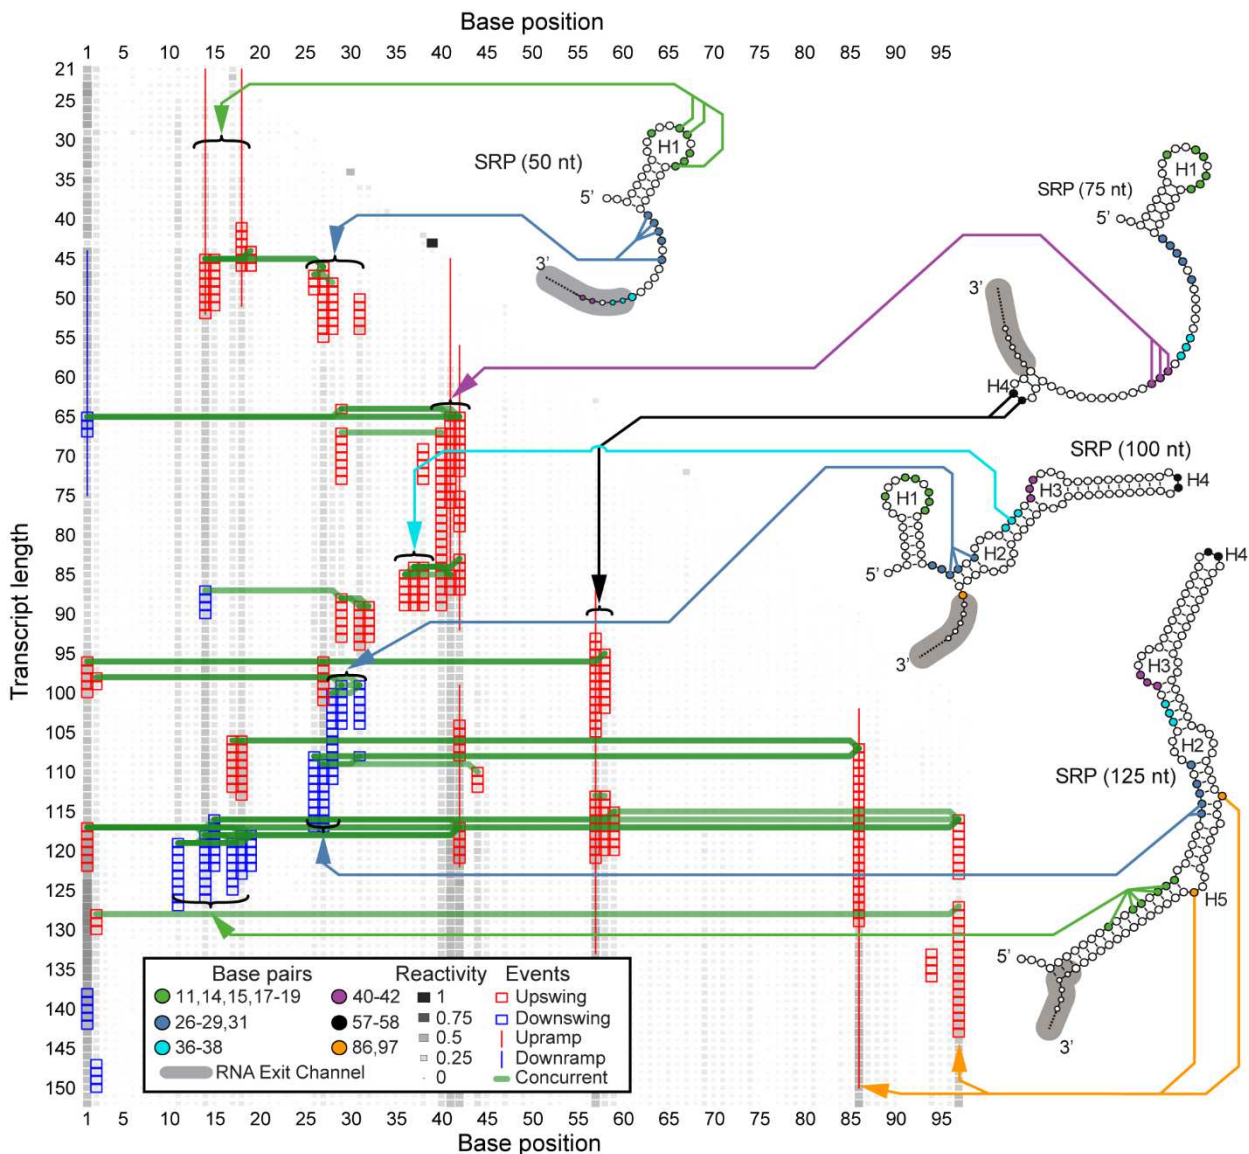 Base position
1 5 10 15 20 25 30 35 40 45 50 55 60 65 70 75 80 85 90 95
Transcript length
21
25
30
35
40
45
50
55
60
65
70
75
80
85
90
95
100
105
110
115
120
125
130
135
140
145
150
SRP (50 nt)
H1
5’
3’
SRP (75 nt)
H1
5’
3’
H4
SRP (100 nt)
H1
H3
H4
H2
5’
3’
H4
H3
H2
SRP (125 nt)
H5
5’
3’
Base pairs
11,14,15,17-19
40-42
26-29,31
57-58
36-38
86,97
RNA Exit Channel
Reactivity
1
0.75
0.5
0.25
0
Events
Upswing
Downswing
Upramp
Downramp
Concurrent
1 5 10 15 20 25 30 35 40 45 50 55 60 65 70 75 80 85 90 95
Base position